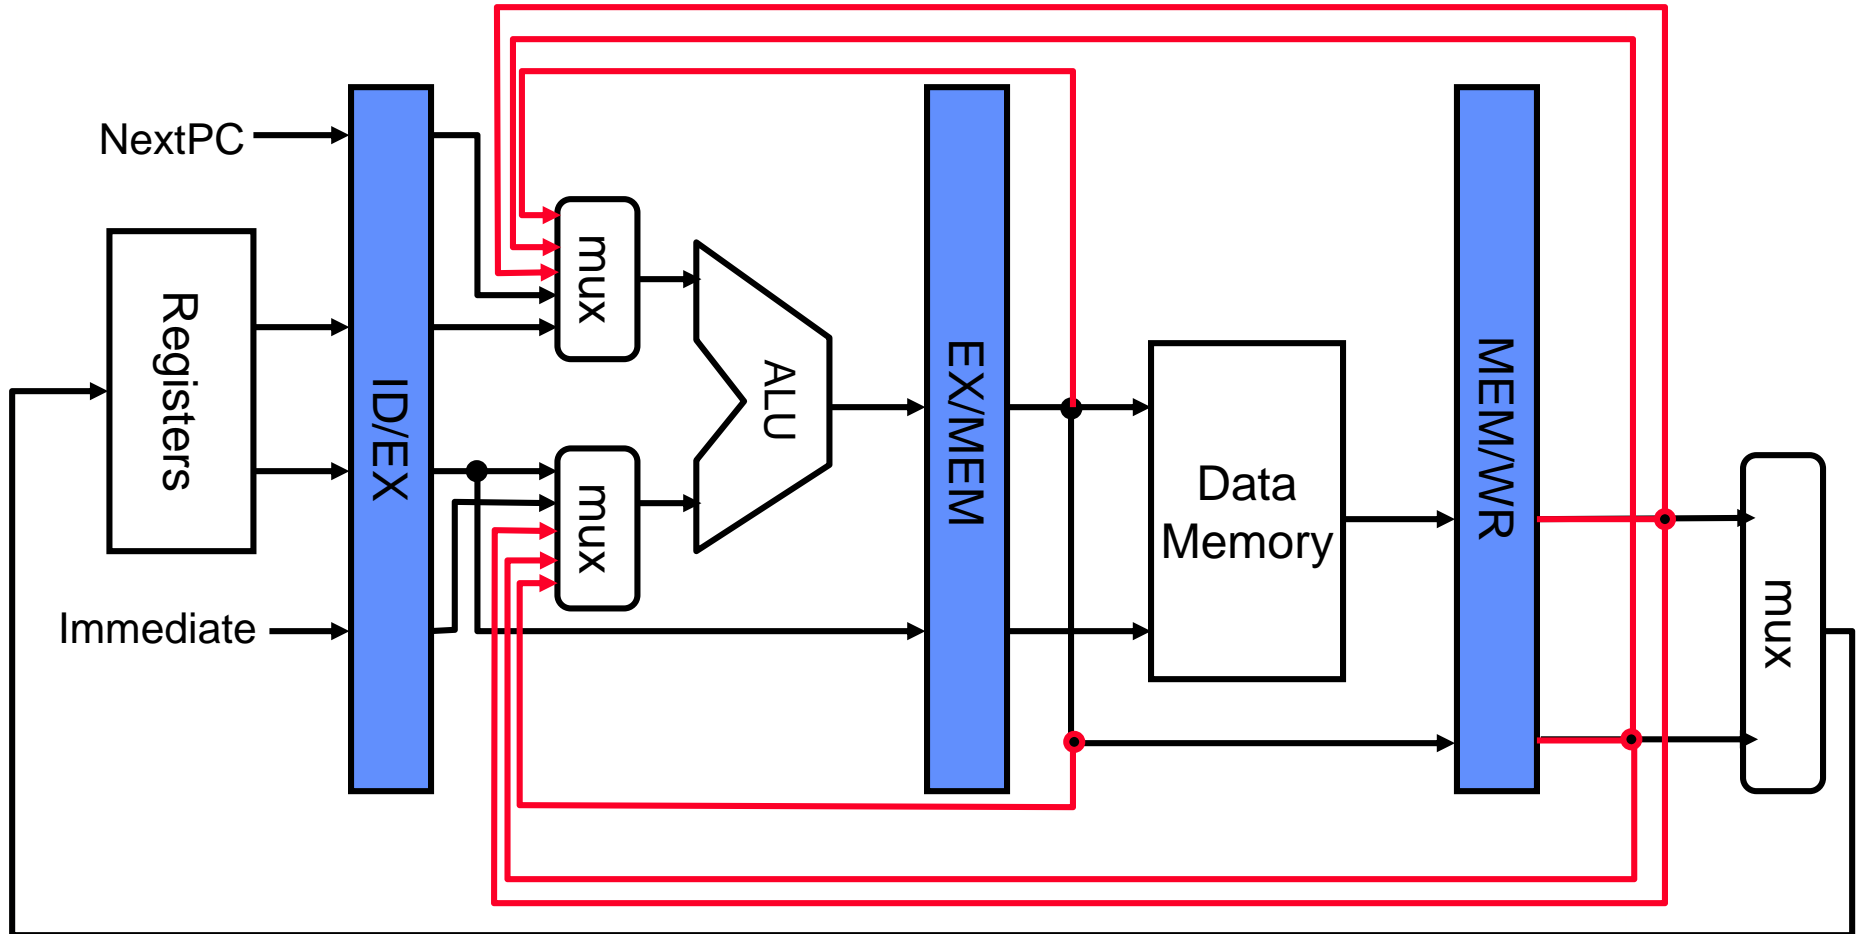 NextPC
Registers
Immediate
ID/EX
mux
mux
ALU
EX/MEM
Data
Memory
MEM/WR
mux